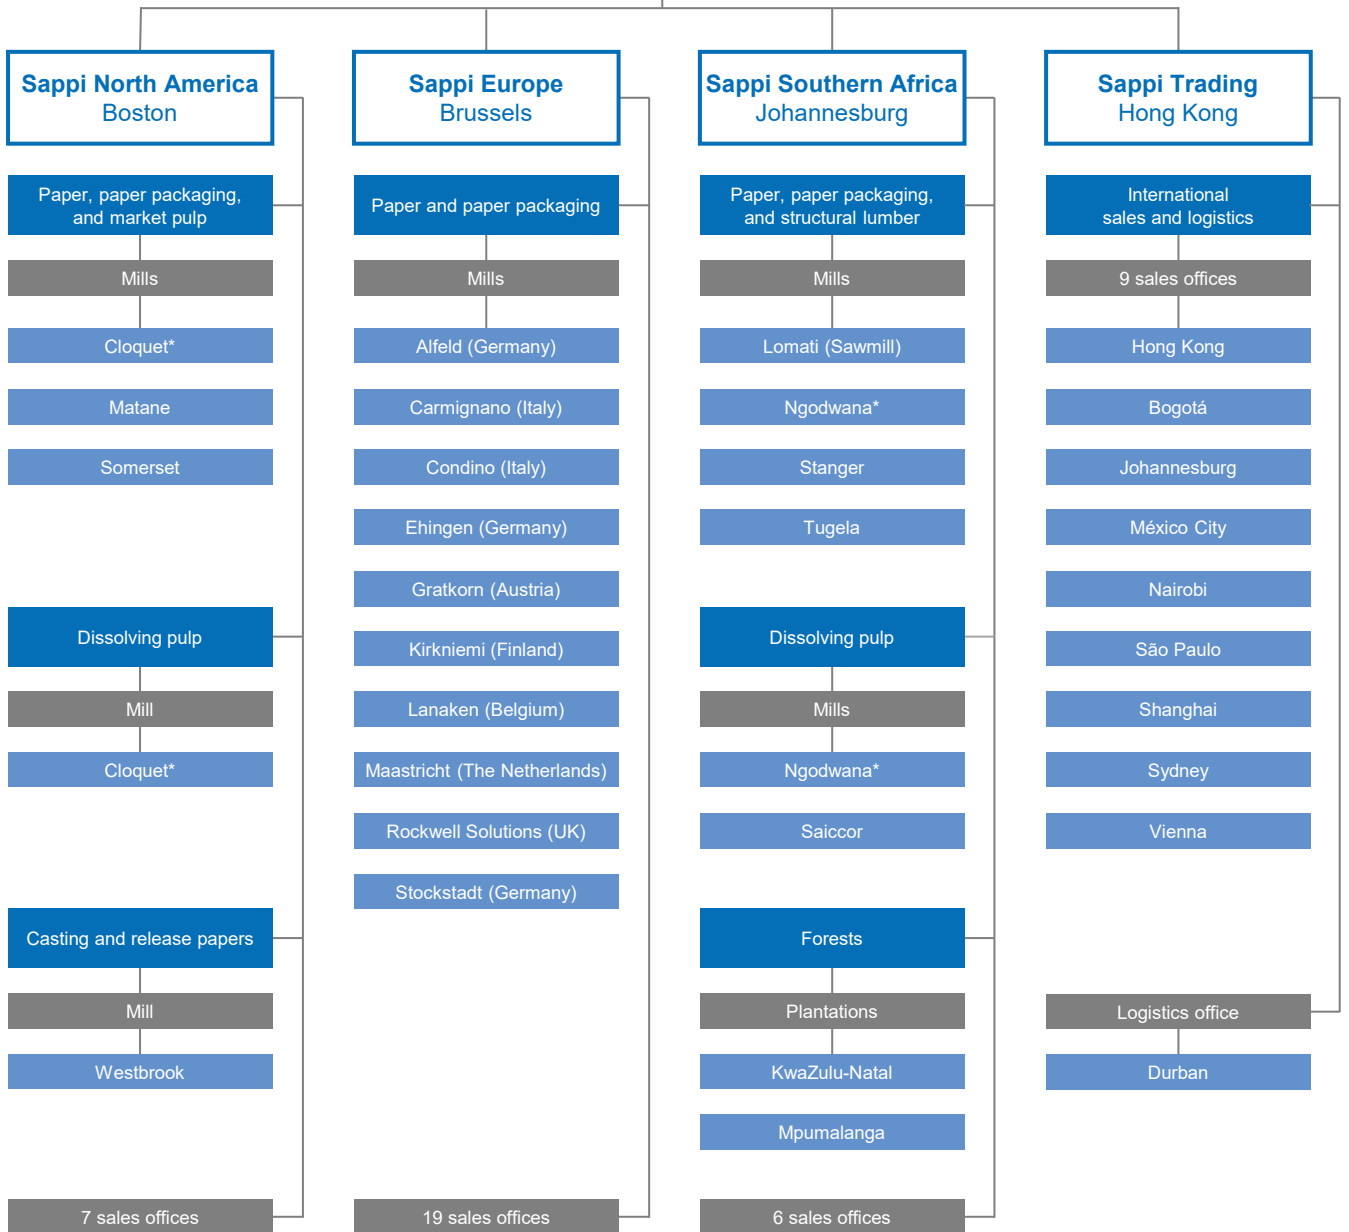 Sappi North America
Boston
Paper, paper packaging,
and market pulp
Mills
Cloquet*
Matane
Somerset
Dissolving pulp
Mill
Cloquet*
Casting and release papers
Mill
Westbrook
7 sales offices
Sappi Europe
Brussels
Paper and paper packaging
Mills
Alfeld (Germany)
Carmignano (Italy)
Condino (Italy)
Ehingen (Germany)
Gratkorn (Austria)
Kirkniemi (Finland)
Lanaken (Belgium)
Maastricht (The Netherlands)
Rockwell Solutions (UK)
Stockstadt (Germany)
19 sales offices
Sappi Southern Africa
Johannesburg
Paper, paper packaging,
and structural lumber
Mills
Lomati (Sawmill)
Ngodwana*
Stanger
Tugela
Dissolving pulp
Mills
Ngodwana*
Saiccor
Forests
Plantations
KwaZulu-Natal
Mpumalanga
6 sales offices
Sappi Trading
Hong Kong
International
sales and logistics
9 sales offices
Hong Kong
Bogotá
Johannesburg
México City
Nairobi
São Paulo
Shanghai
Sydney
Vienna
Logistics office
Durban